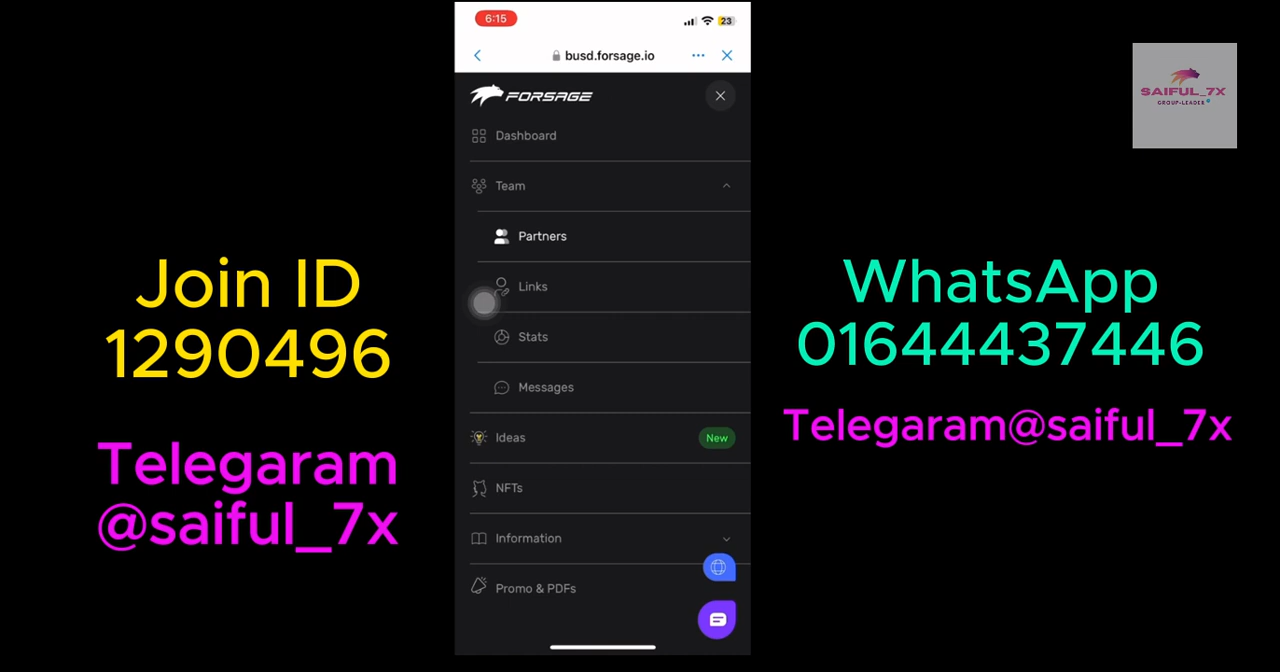 6:15
23
busd.forsage.io
FORSAGE
Dashboard
Team
Partners
Links
Stats
Messages
Ideas
New
NFTs
Information
Promo & PDFs
Join ID
1290496
Telegaram
@saiful_7x
SAIFUL_7X
GROUP-LEADER
WhatsApp
01644437446
Telegaram@saiful_7x